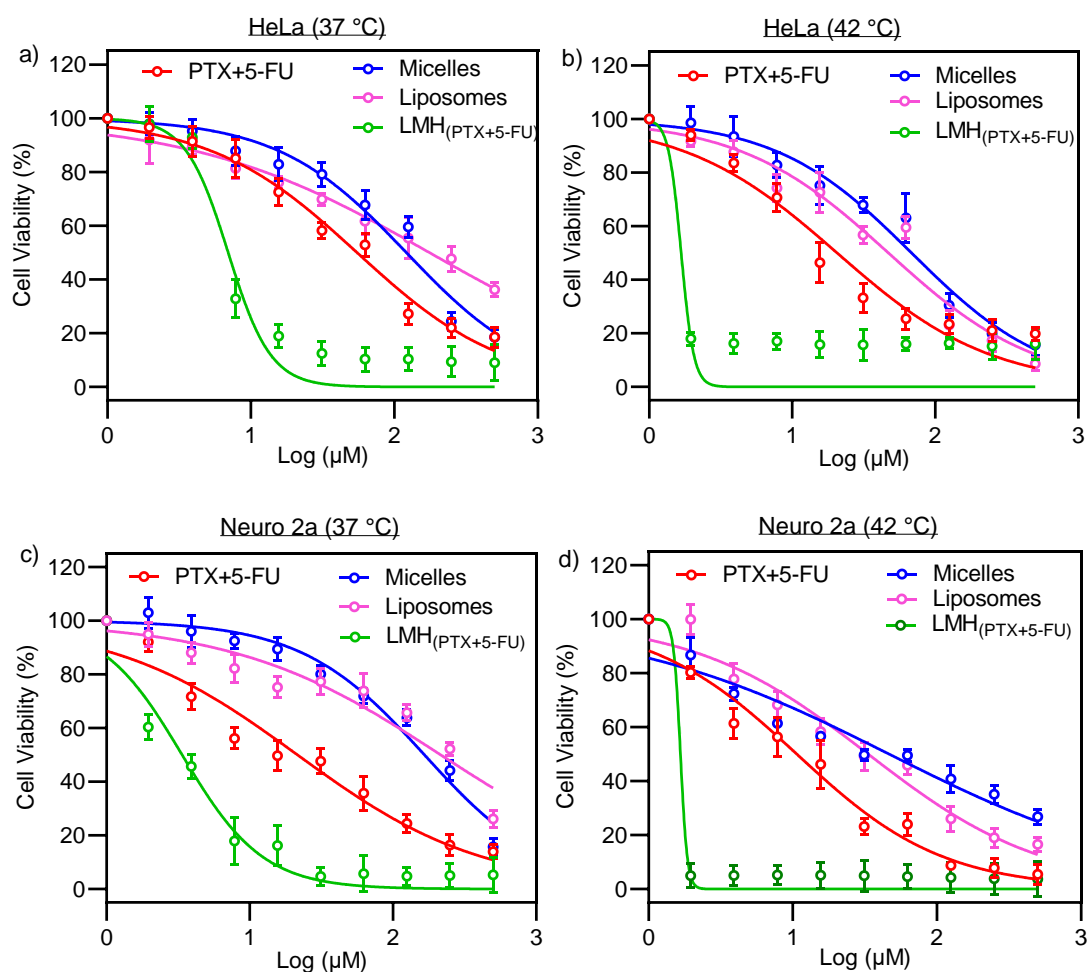 HeLa (37 °C)
a)
PTX+5-FU
Micelles
Liposomes
LMH(PTX+5-FU)
Cell Viability (%)
120
100
80
60
40
20
0
0 1 2 3
Log (µM)
HeLa (42 °C)
b)
PTX+5-FU
Micelles
Liposomes
LMH(PTX+5-FU)
Cell Viability (%)
120
100
80
60
40
20
0
0 1 2 3
Log (µM)
Neuro 2a (37 °C)
c)
PTX+5-FU
Micelles
Liposomes
LMH(PTX+5-FU)
Cell Viability (%)
120
100
80
60
40
20
0
0 1 2 3
Log (µM)
Neuro 2a (42 °C)
d)
PTX+5-FU
Micelles
Liposomes
LMH(PTX+5-FU)
Cell Viability (%)
120
100
80
60
40
20
0
0 1 2 3
Log (µM)